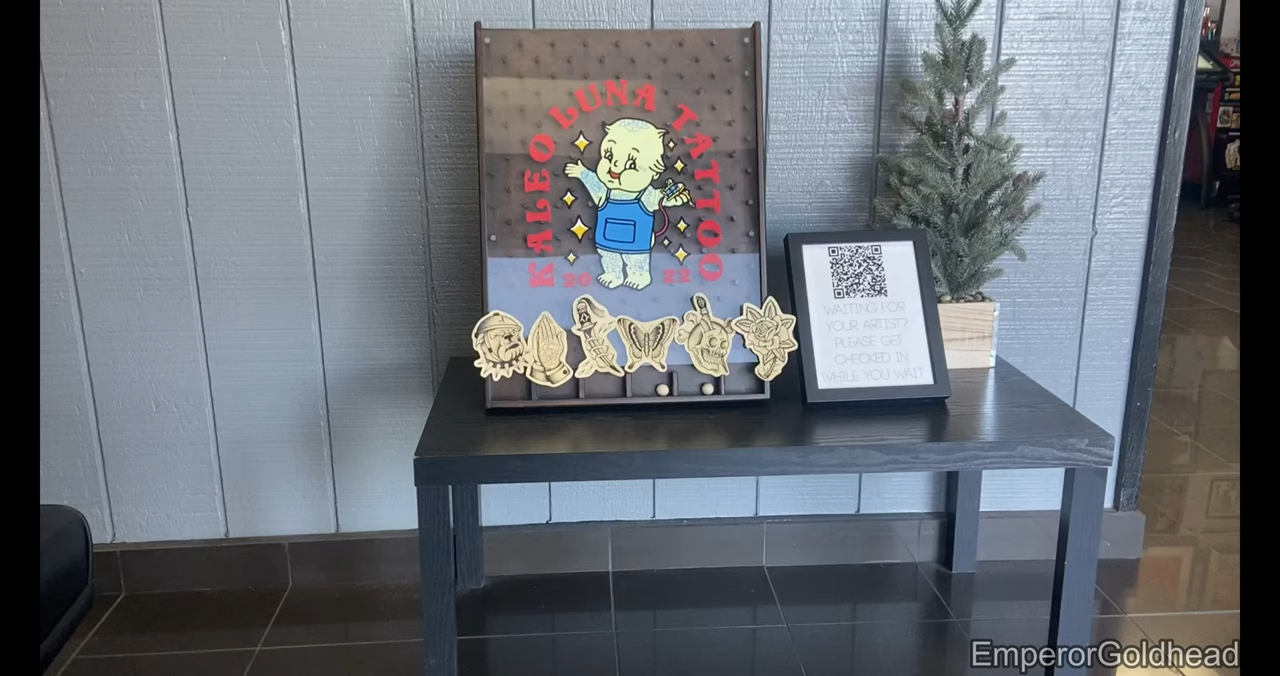 KALEO LUNA TATTOO
2022
WAITING FOR
YOUR ARTIST?
PLEASE GET
CHECKED IN
WHILE YOU WAIT
EmperorGoldhead